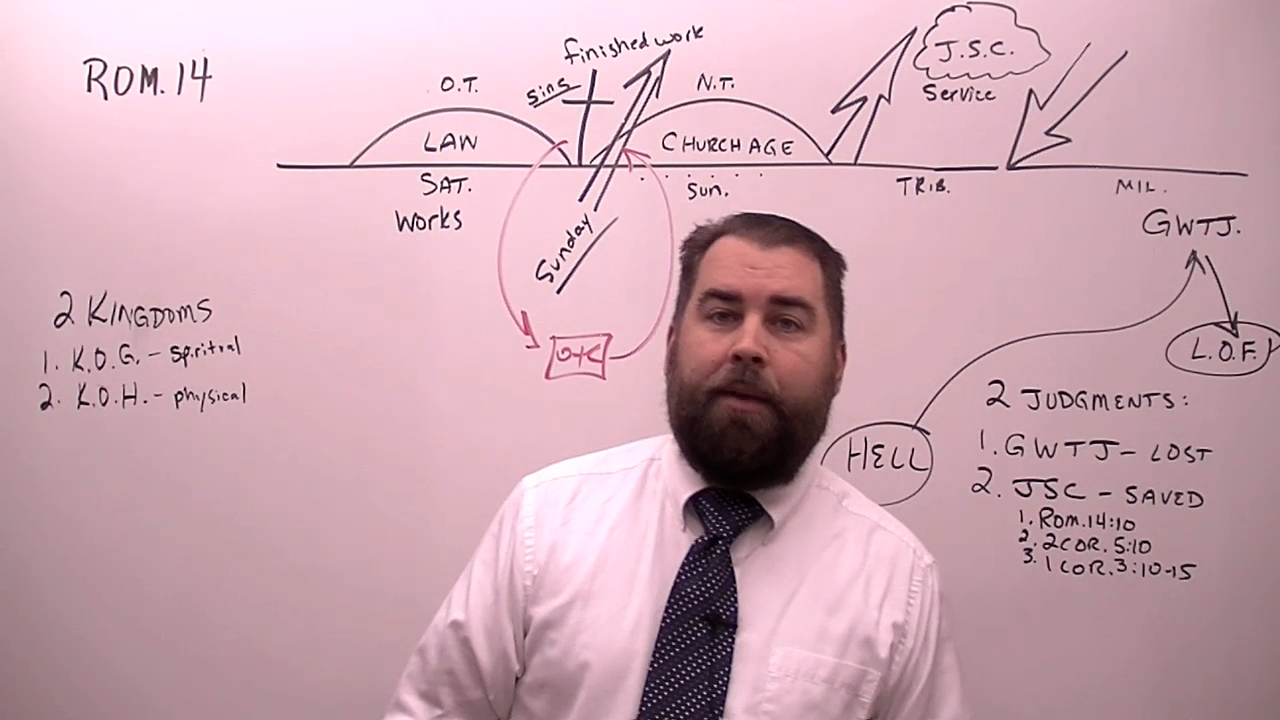 ROM. 14
O.T.
LAW
SAT.
Works
sins
finished work
Sunday
N.T.
CHURCH AGE
Sun.
J.S.C.
Service
TRIB.
MIL.
GWTJ.
L.O.F.
HELL
2 KINGDOMS
1. K.O.G. - spiritual
2. K.O.H. - physical
2 JUDGMENTS:
1. GWTJ - LOST
2. JSC - SAVED
1. ROM. 14:10
2. 2 COR. 5:10
3. 1 COR. 3:10-15